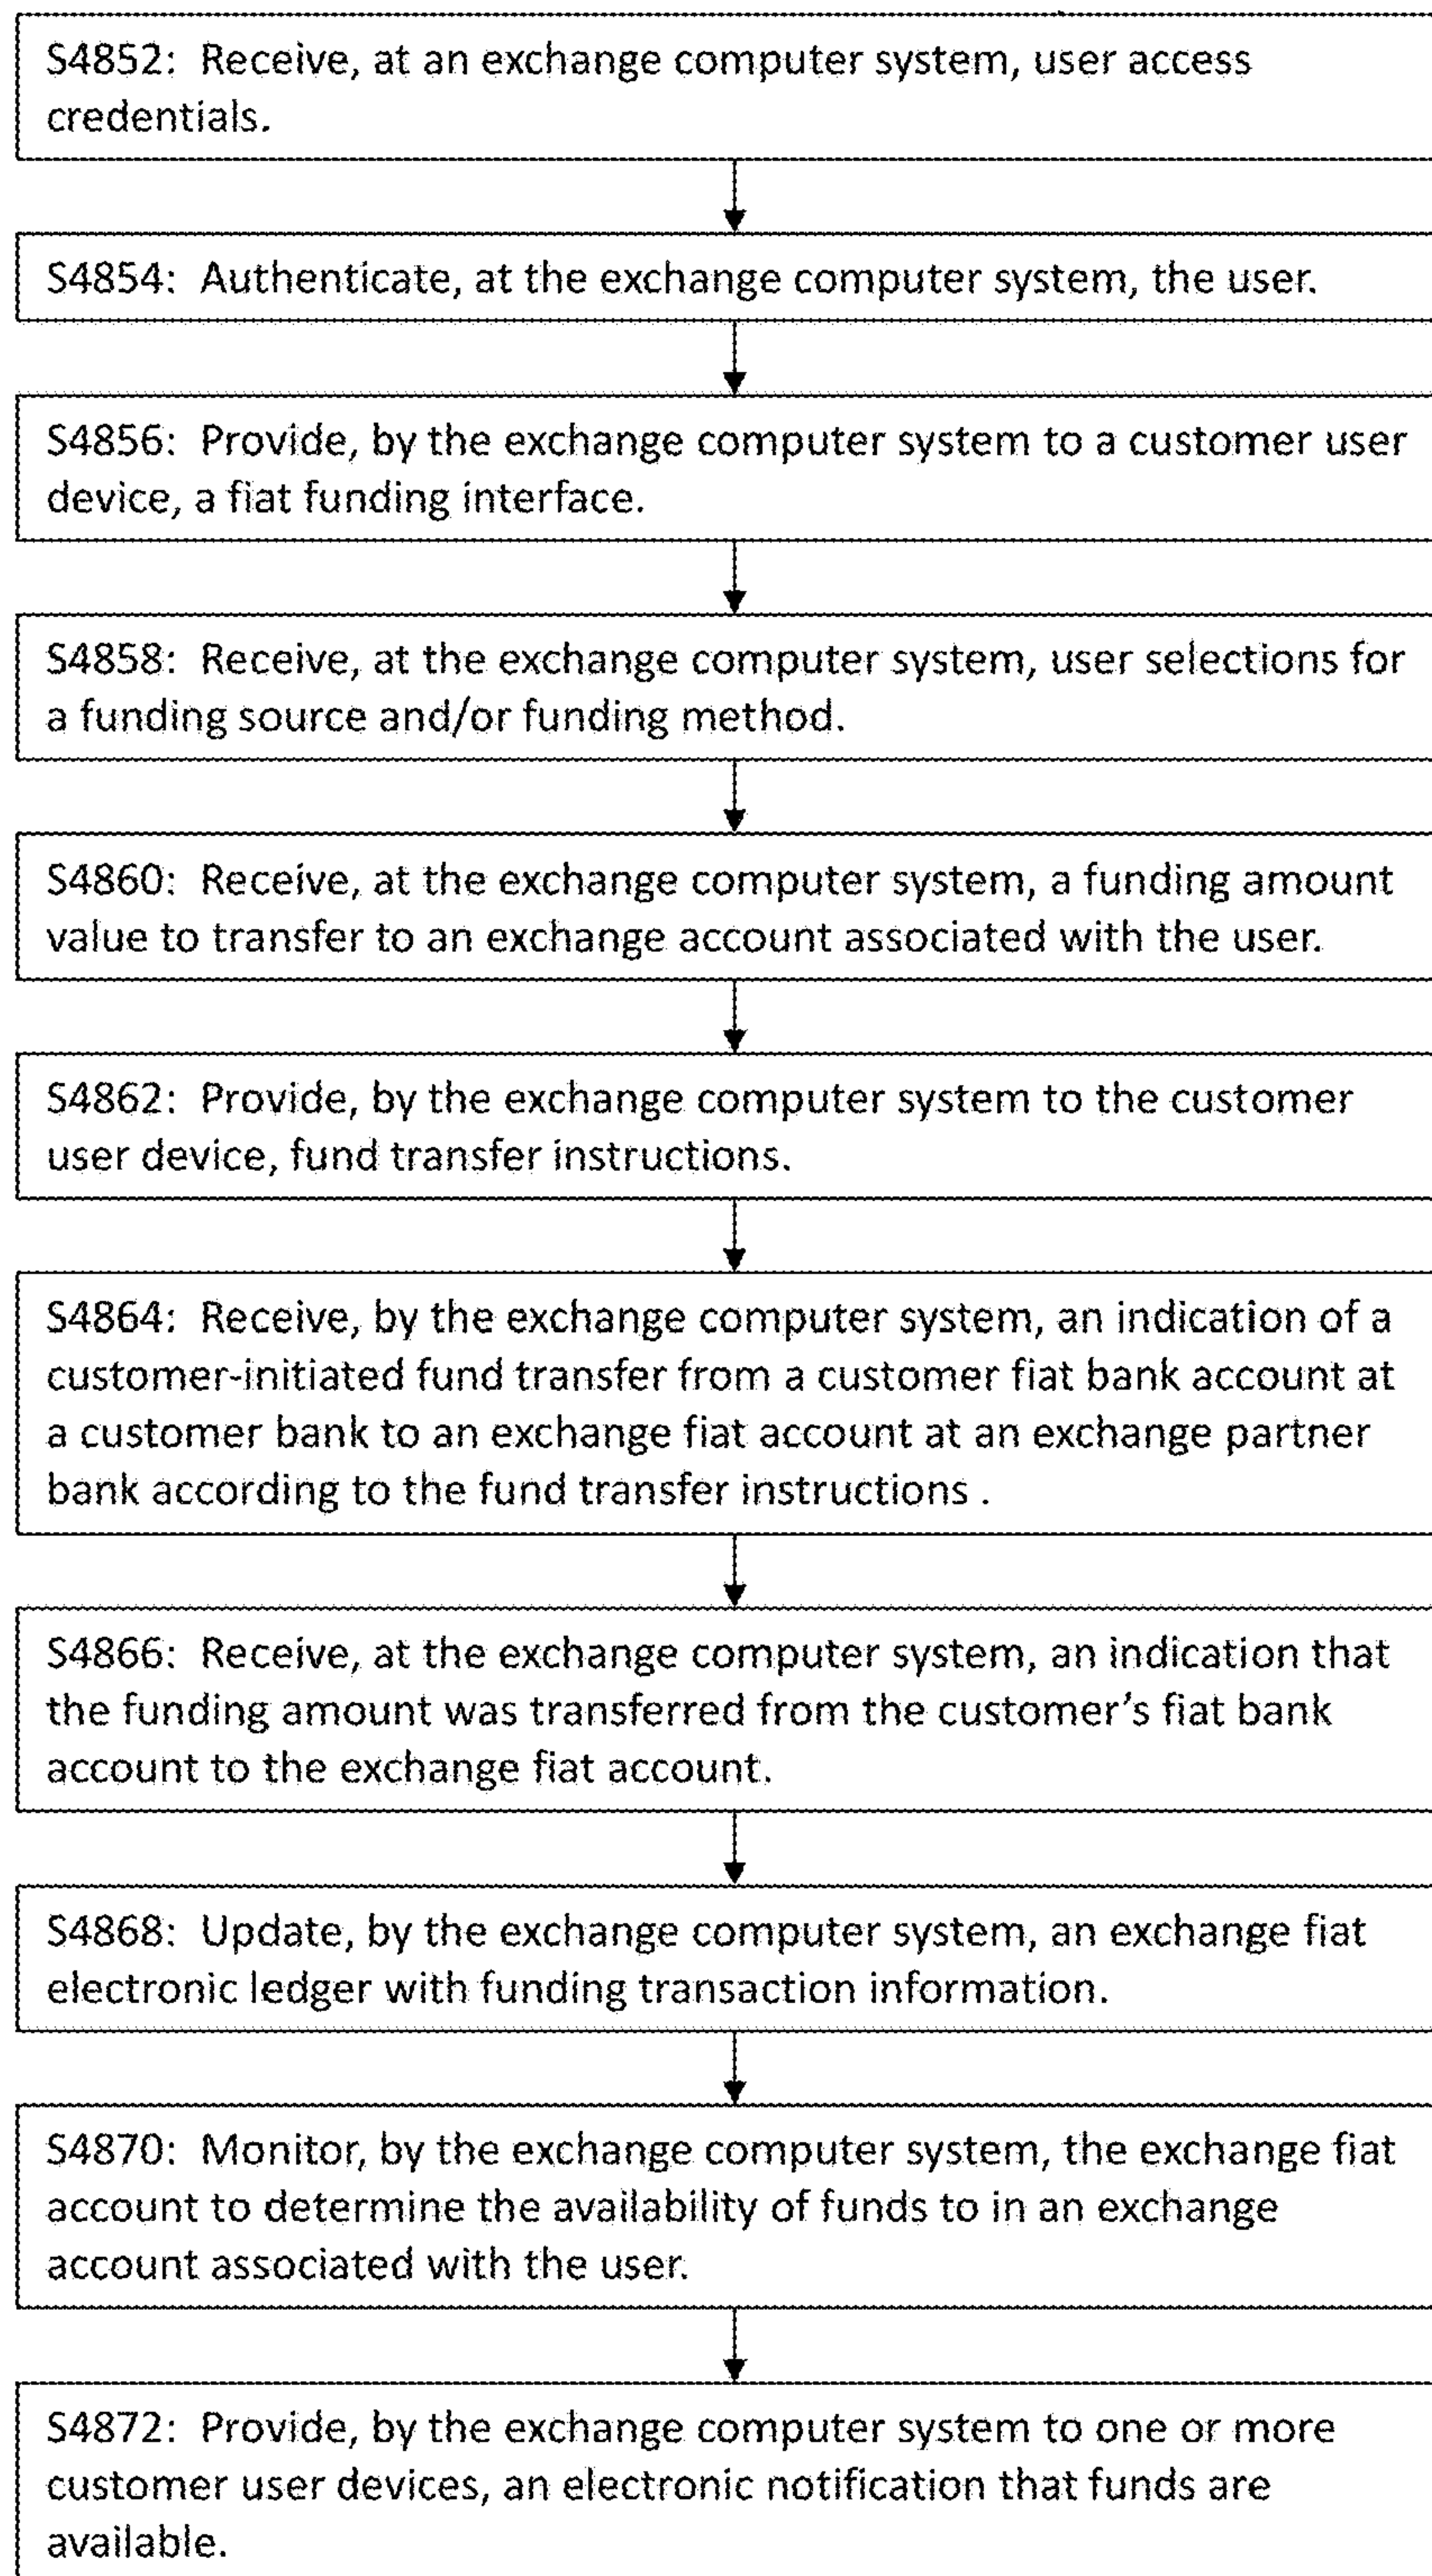 S4852: Receive, at an exchange computer system, user access
credentials.
S4854: Authenticate, at the exchange computer system, the user.
S4856: Provide, by the exchange computer system to a customer user
device, a fiat funding interface.
S4858: Receive, at the exchange computer system, user selections for
a funding source and/or funding method.
S4860: Receive, at the exchange computer system, a funding amount
value to transfer to an exchange account associated with the user.
S4862: Provide, by the exchange computer system to the customer
user device, fund transfer instructions.
S4864: Receive, by the exchange computer system, an indication of a
customer-initiated fund transfer from a customer fiat bank account at
a customer bank to an exchange fiat account at an exchange partner
bank according to the fund transfer instructions .
S4866: Receive, at the exchange computer system, an indication that
the funding amount was transferred from the customer's fiat bank
account to the exchange fiat account.
S4868: Update, by the exchange computer system, an exchange fiat
electronic ledger with funding transaction information.
S4870: Monitor, by the exchange computer system, the exchange fiat
account to determine the availability of funds to in an exchange
account associated with the user.
S4872: Provide, by the exchange computer system to one or more
customer user devices, an electronic notification that funds are
available.